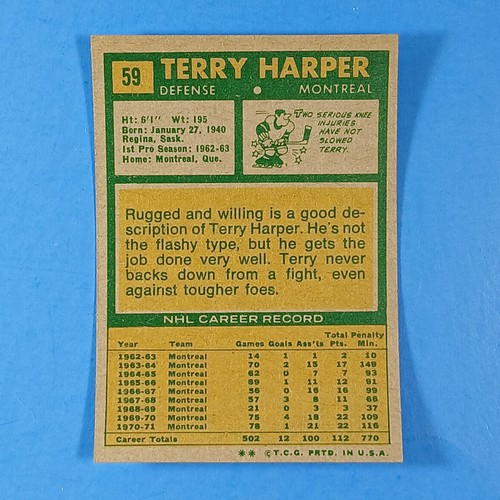 59 TERRY HARPER
DEFENSE • MONTREAL
Ht: 6'1" Wt: 195
Born: January 27, 1940
Regina, Sask.
1st Pro Season: 1962-63
Home: Montreal, Que.
TWO SERIOUS KNEE
INJURIES
HAVE NOT
SLOWED
TERRY.
Rugged and willing is a good de-
scription of Terry Harper. He's not
the flashy type, but he gets the
job done very well. Terry never
backs down from a fight, even
against tougher foes.
NHL CAREER RECORD
Total Penalty
Year Team Games Goals Ass'ts Pts. Min.
1962-63 Montreal 14 1 1 2 10
1963-64 Montreal 70 2 15 17 149
1964-65 Montreal 62 0 7 7 93
1965-66 Montreal 69 1 11 12 91
1966-67 Montreal 56 0 16 16 99
1967-68 Montreal 57 3 8 11 66
1968-69 Montreal 21 0 3 3 37
1969-70 Montreal 75 4 18 22 109
1970-71 Montreal 78 1 21 22 116
Career Totals 502 12 100 112 770
** © T.C.G. PRTD. IN U.S.A.